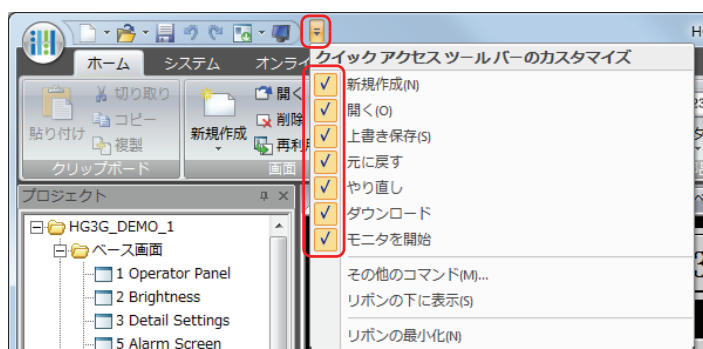 HG
ホーム システム オンラ
クイック アクセス ツール バーのカスタマイズ
新規作成(N)
開く(O)
上書き保存(S)
元に戻す
やり直し
ダウンロード
モニタを開始
その他のコマンド(M)...
リボンの下に表示(S)
リボンの最小化(N)
切り取り
コピー
複製
貼り付け
クリップボード
新規作成
開く
削除
再利
画面
プロジェクト
HG3G_DEMO_1
ベース画面
1 Operator Panel
2 Brightness
3 Detail Settings
5 Alarm Screen